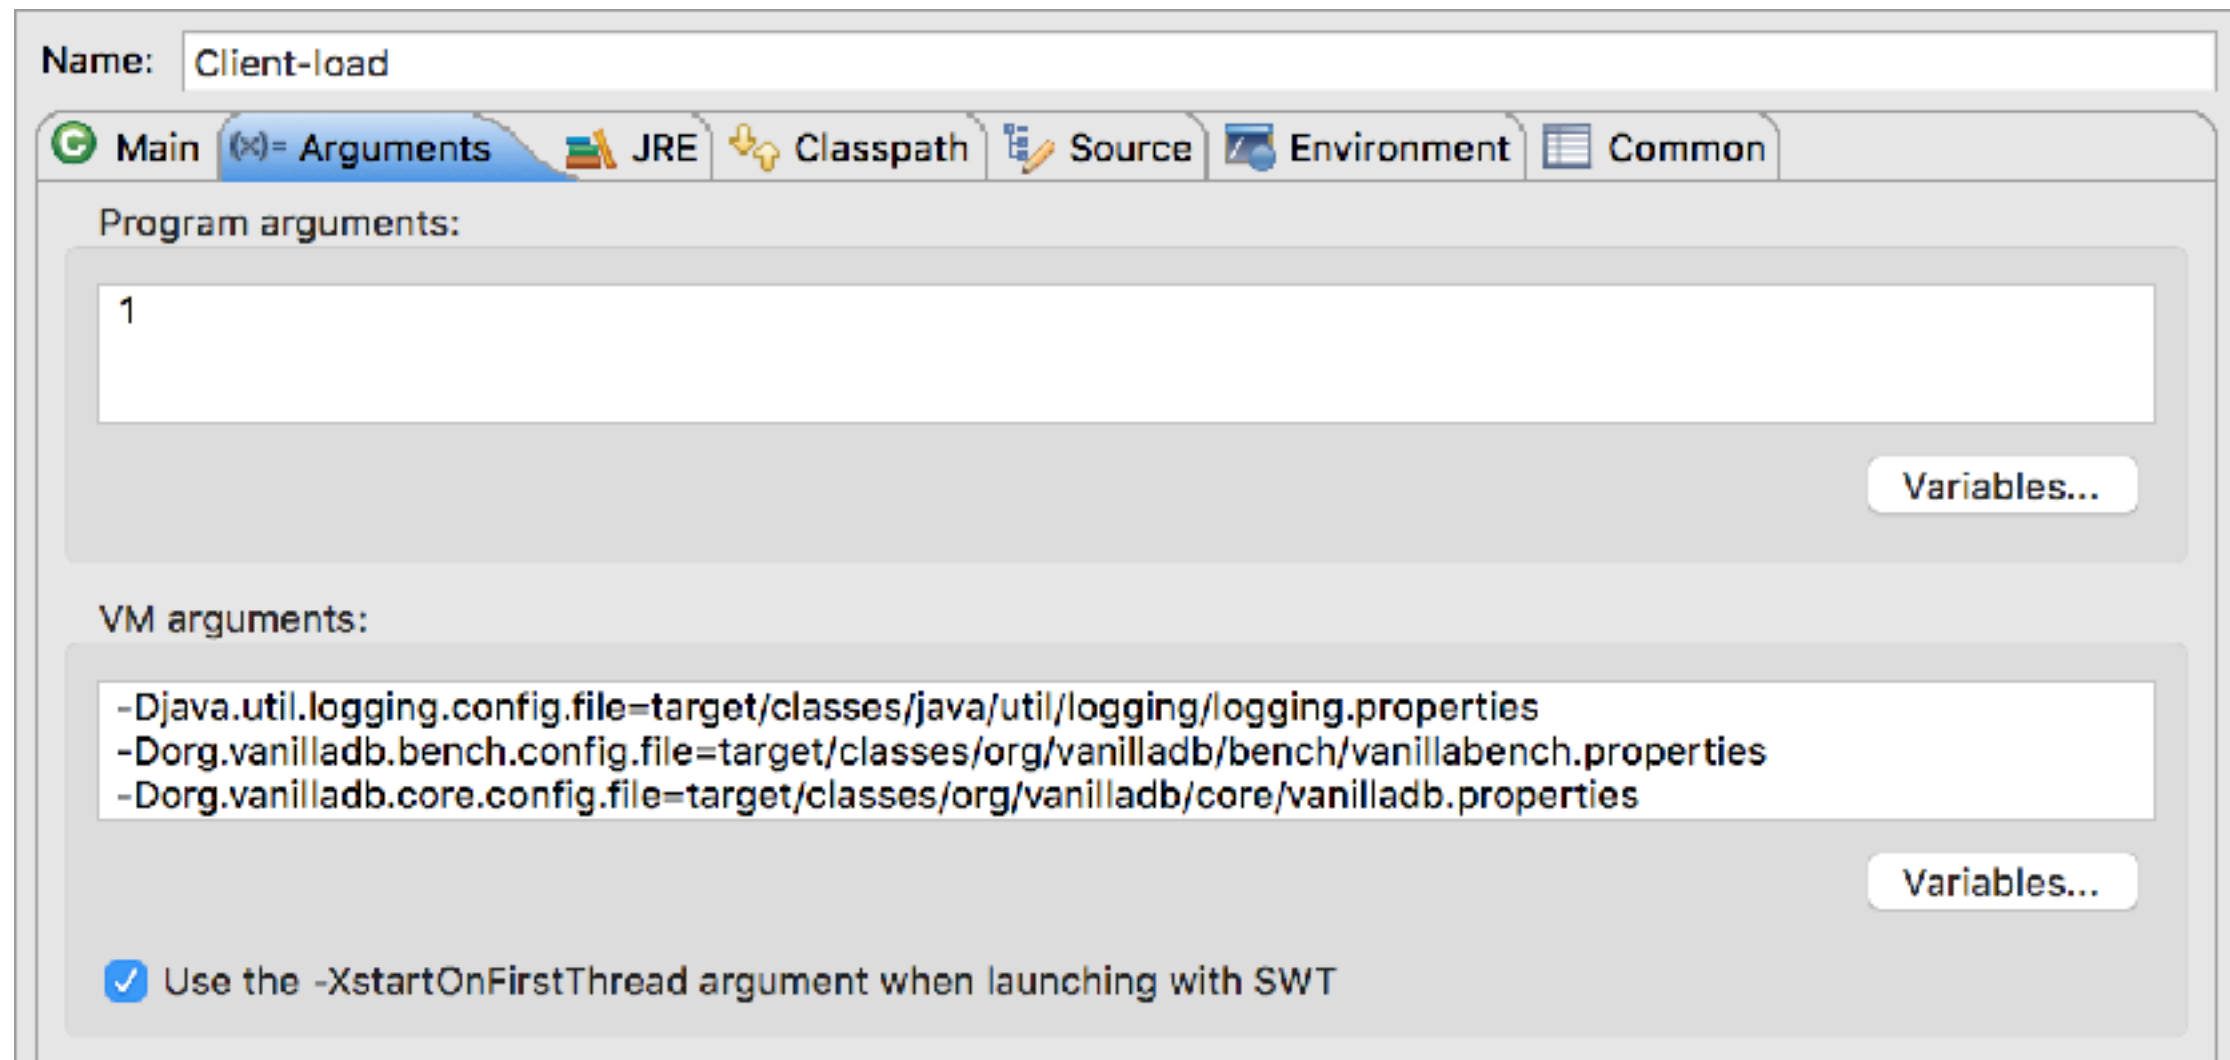 Name: Client-load
Main (x)= Arguments JRE Classpath Source Environment Common
Program arguments:
1
Variables...
VM arguments:
-Djava.util.logging.config.file=target/classes/java/util/logging/logging.properties
-Dorg.vanilladb.bench.config.file=target/classes/org/vanilladb/bench/vanillabench.properties
-Dorg.vanilladb.core.config.file=target/classes/org/vanilladb/core/vanilladb.properties
Variables...
Use the -XstartOnFirstThread argument when launching with SWT